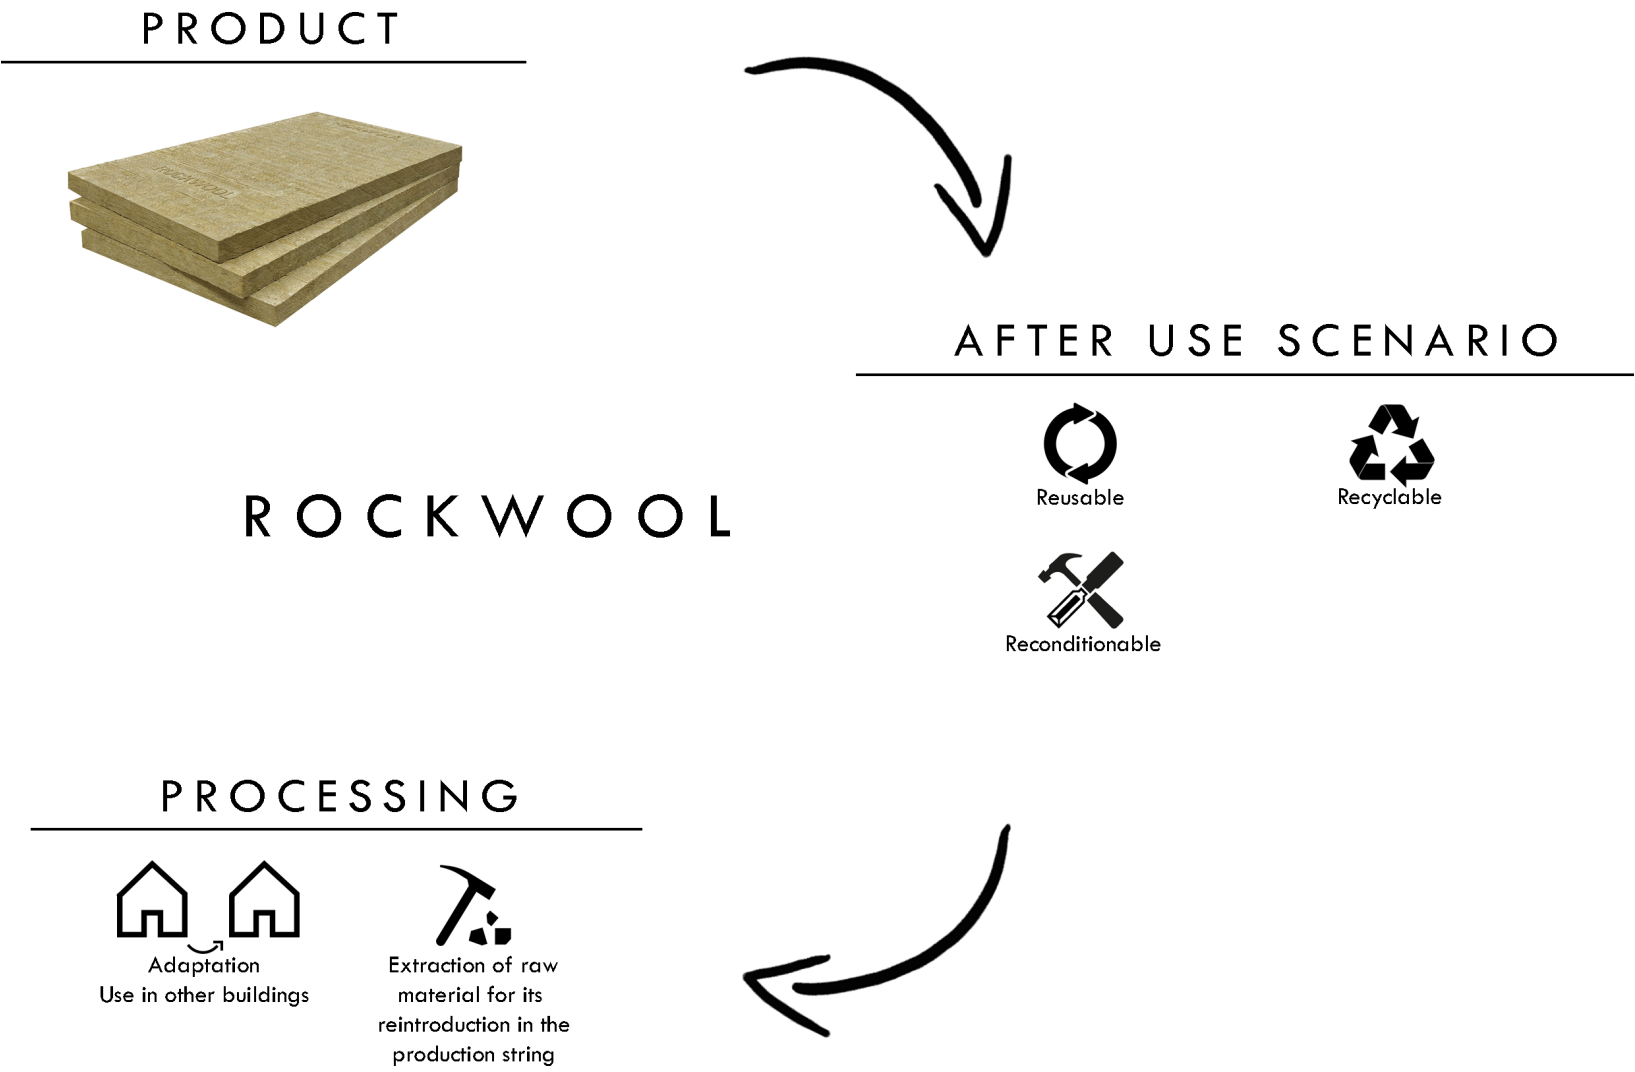 PRODUCT
ROCKWOOL
AFTER USE SCENARIO
Reusable
Recyclable
ROCKWOOL
Reconditionable
PROCESSING
Adaptation
Use in other buildings
Extraction of raw
material for its
reintroduction in the
production string